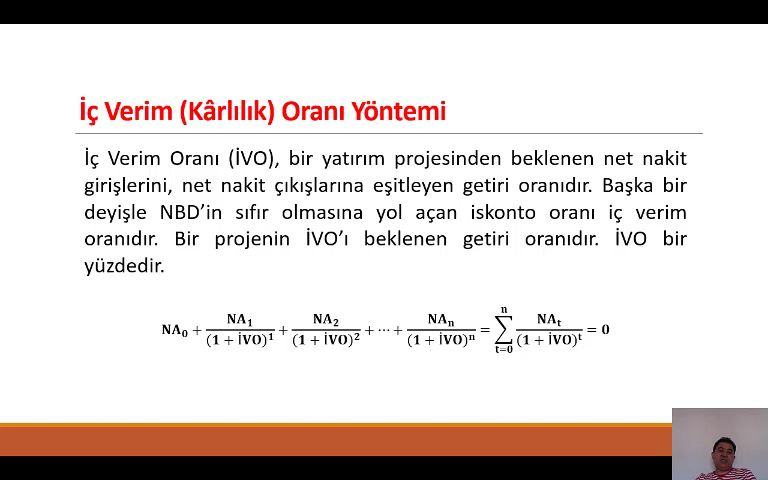 İç Verim (Kârlılık) Oranı Yöntemi
İç Verim Oranı (İVO), bir yatırım projesinden beklenen net nakit
girişlerini, net nakit çıkışlarına eşitleyen getiri oranıdır. Başka bir
deyişle NBD’in sıfır olmasına yol açan iskonto oranı iç verim
oranıdır. Bir projenin İVO’ı beklenen getiri oranıdır. İVO bir
yüzdedir.
NA₀ + NA₁/(1 + İVO)¹ + NA₂/(1 + İVO)² + ⋯ + NAₙ/(1 + İVO)ⁿ = ∑ₜ₌₀ⁿ NAₜ/(1 + İVO)ᵗ = 0